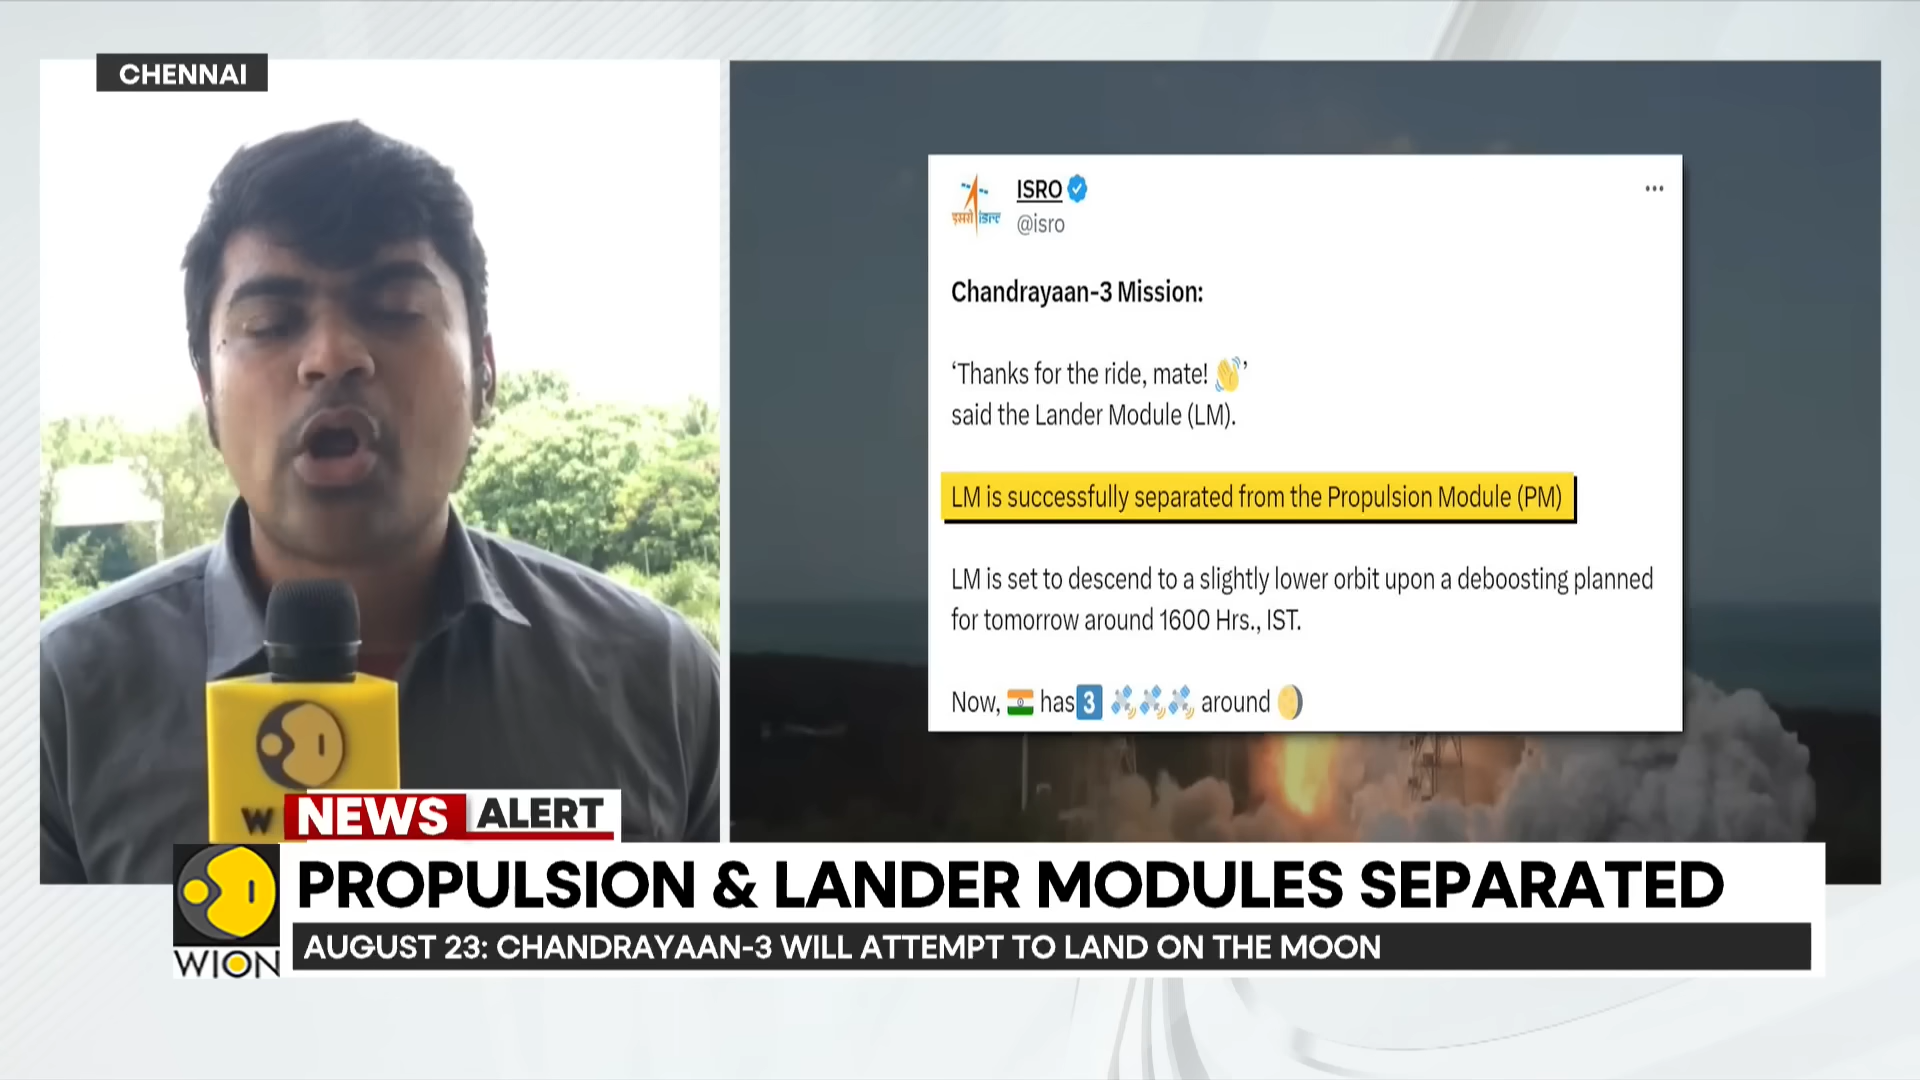 CHENNAI
ISRO
@isro
इसरो isro
Chandrayaan-3 Mission:
‘Thanks for the ride, mate! 👋’
said the Lander Module (LM).
LM is successfully separated from the Propulsion Module (PM)
LM is set to descend to a slightly lower orbit upon a deboosting planned
for tomorrow around 1600 Hrs., IST.
Now, 🇮🇳 has3️⃣ 🛰️🛰️🛰️ around 🌖
W
NEWS ALERT
PROPULSION & LANDER MODULES SEPARATED
AUGUST 23: CHANDRAYAAN-3 WILL ATTEMPT TO LAND ON THE MOON
WION